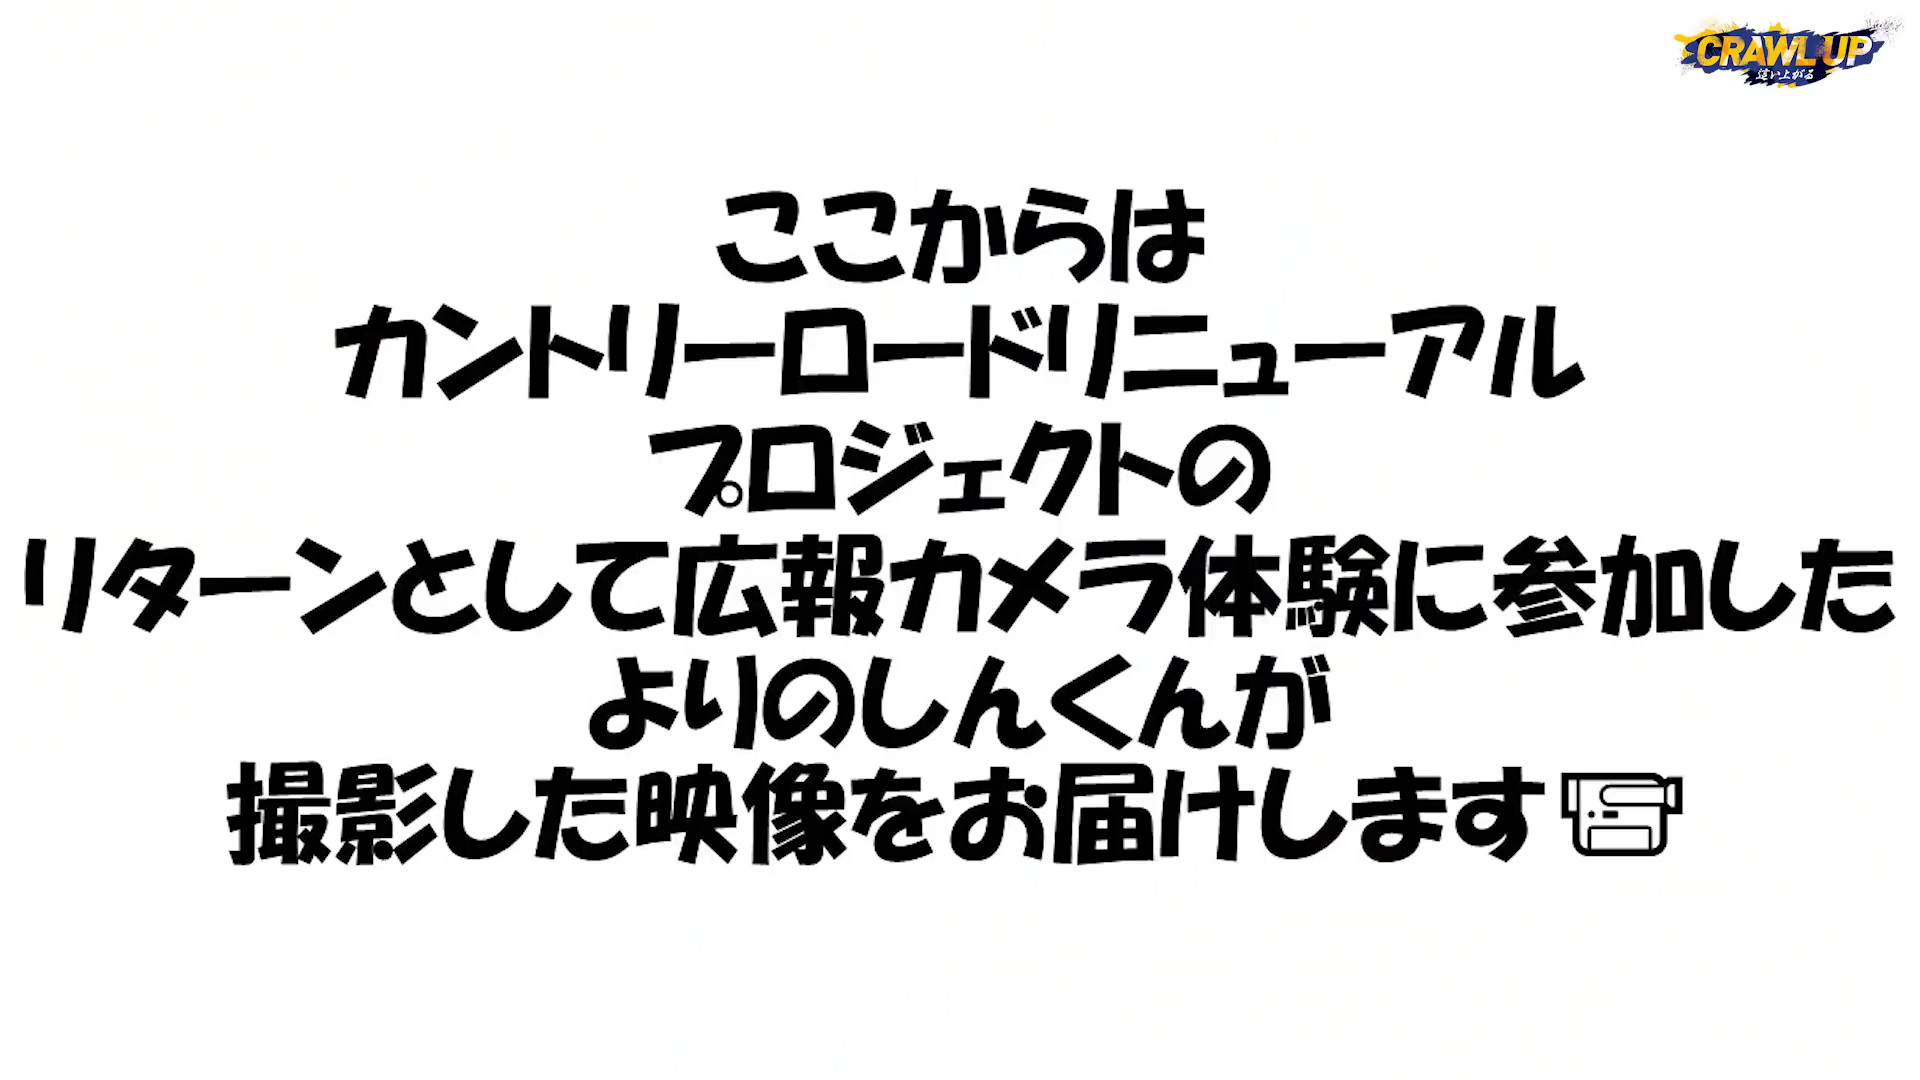 CRAWL UP
這い上がる
ここからは
カントリーロードリニューアル
プロジェクトの
リターンとして広報カメラ体験に参加した
よりのしんくんが
撮影した映像をお届けします